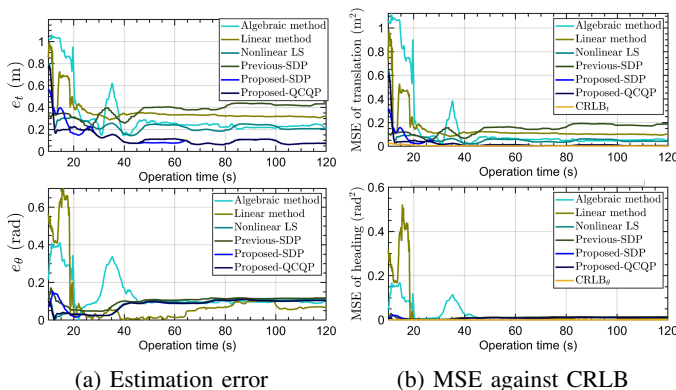 Algebraic method
Linear method
Nonlinear LS
Previous-SDP
Proposed-SDP
Proposed-QCQP
e_t (m)
1
0.8
0.6
0.4
0.2
0
10 20 40 60 80 100 120
Operation time (s)
Algebraic method
Linear method
Nonlinear LS
Previous-SDP
Proposed-SDP
Proposed-QCQP
e_θ (rad)
0.6
0.4
0.2
0
10 20 40 60 80 100 120
Operation time (s)
(a) Estimation error
Algebraic method
Linear method
Nonlinear LS
Previous-SDP
Proposed-SDP
Proposed-QCQP
CRLB_t
MSE of translation (m²)
1
0.8
0.6
0.4
0.2
10 20 40 60 80 100 120
Operation time (s)
Algebraic method
Linear method
Nonlinear LS
Previous-SDP
Proposed-SDP
Proposed-QCQP
CRLB_θ
MSE of heading (rad²)
0.6
0.4
0.2
0
10 20 40 60 80 100 120
Operation time (s)
(b) MSE against CRLB